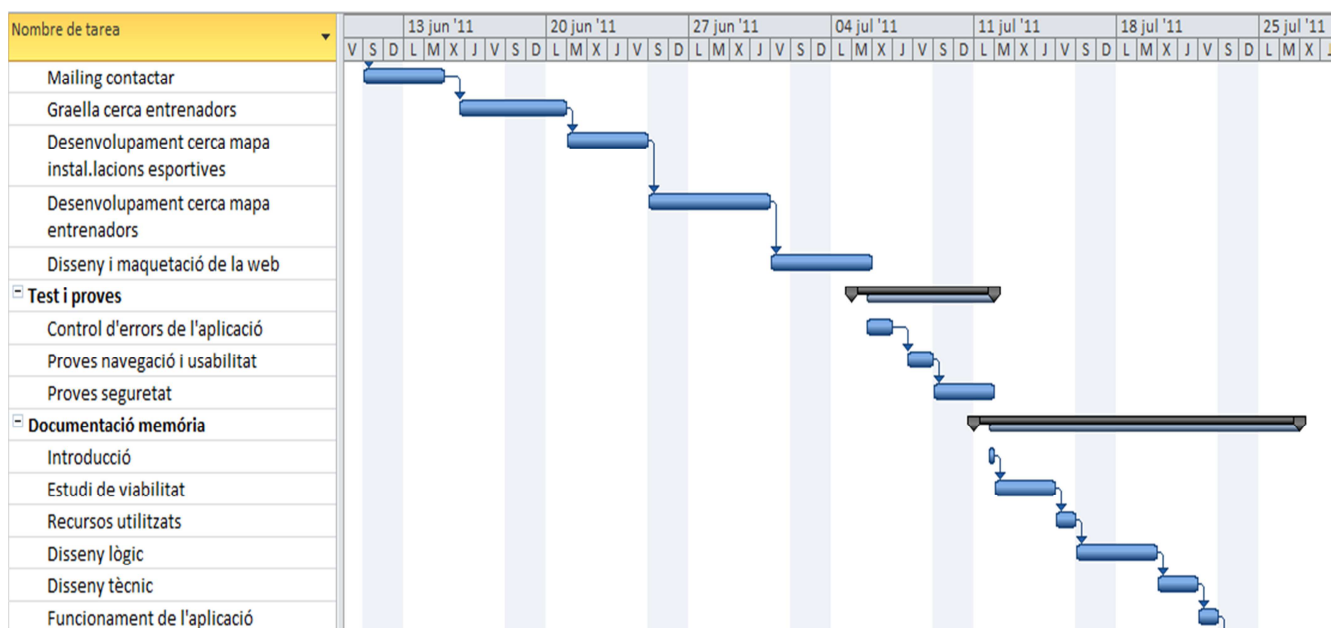 Nombre de tarea
13 jun '11 20 jun '11 27 jun '11 04 jul '11 11 jul '11 18 jul '11 25 jul '11
V S D L M X J V S D L M X J V S D L M X J V S D L M X J V S D L M X J V S D L M X J V S D L M X J
Mailing contactar
Graella cerca entrenadors
Desenvolupament cerca mapa
instal.lacions esportives
Desenvolupament cerca mapa
entrenadors
Disseny i maquetació de la web
Test i proves
Control d'errors de l'aplicació
Proves navegació i usabilitat
Proves seguretat
Documentació memória
Introducció
Estudi de viabilitat
Recursos utilitzats
Disseny lògic
Disseny tècnic
Funcionament de l'aplicació